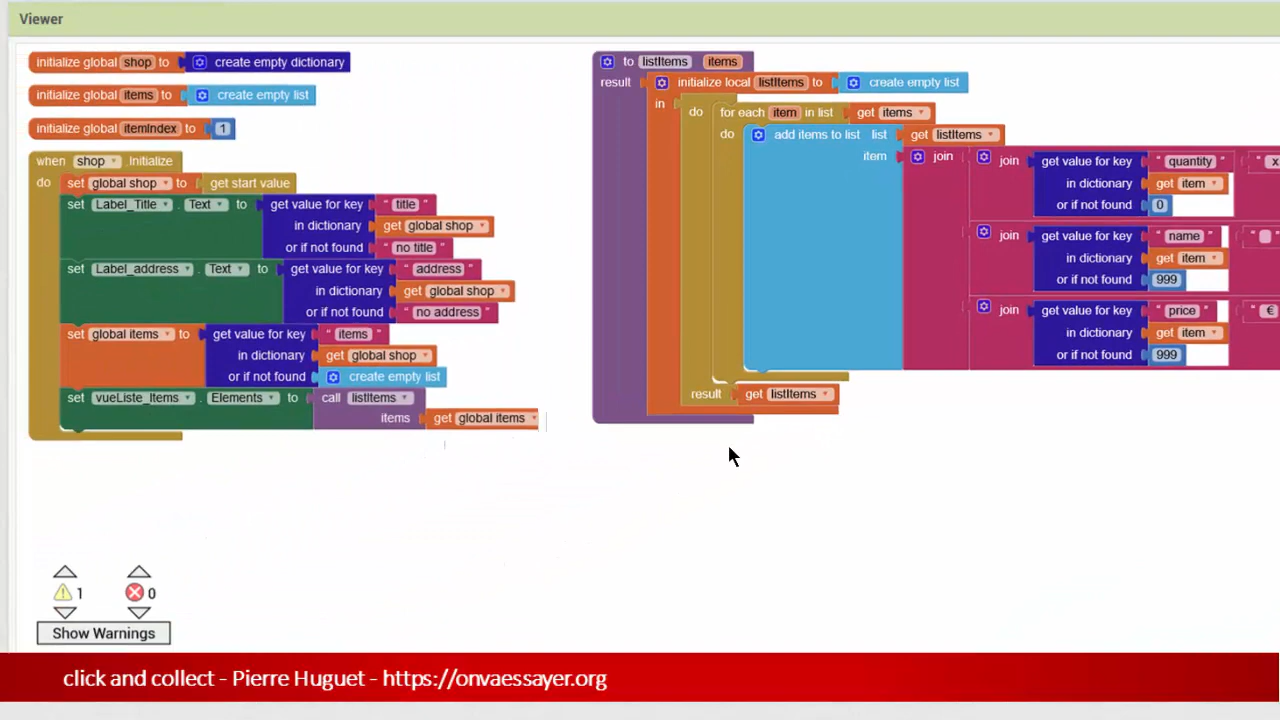 Viewer
initialize global shop to create empty dictionary
initialize global items to create empty list
initialize global itemIndex to 1
when shop .Initialize
do set global shop to get start value
set Label_Title . Text to get value for key " title "
in dictionary get global shop
or if not found " no title "
set Label_address . Text to get value for key " address "
in dictionary get global shop
or if not found " no address "
set global items to get value for key " items "
in dictionary get global shop
or if not found create empty list
set vueListe_Items . Elements to call listItems
items get global items
to listItems items
result initialize local listItems to create empty list
in do for each item in list get items
do add items to list list get listItems
item join join get value for key " quantity " " x
in dictionary get item
or if not found 0
join get value for key " name " " "
in dictionary get item
or if not found 999
join get value for key " price " " €
in dictionary get item
or if not found 999
result get listItems
1 0
Show Warnings
click and collect - Pierre Huguet - https://onvaessayer.org